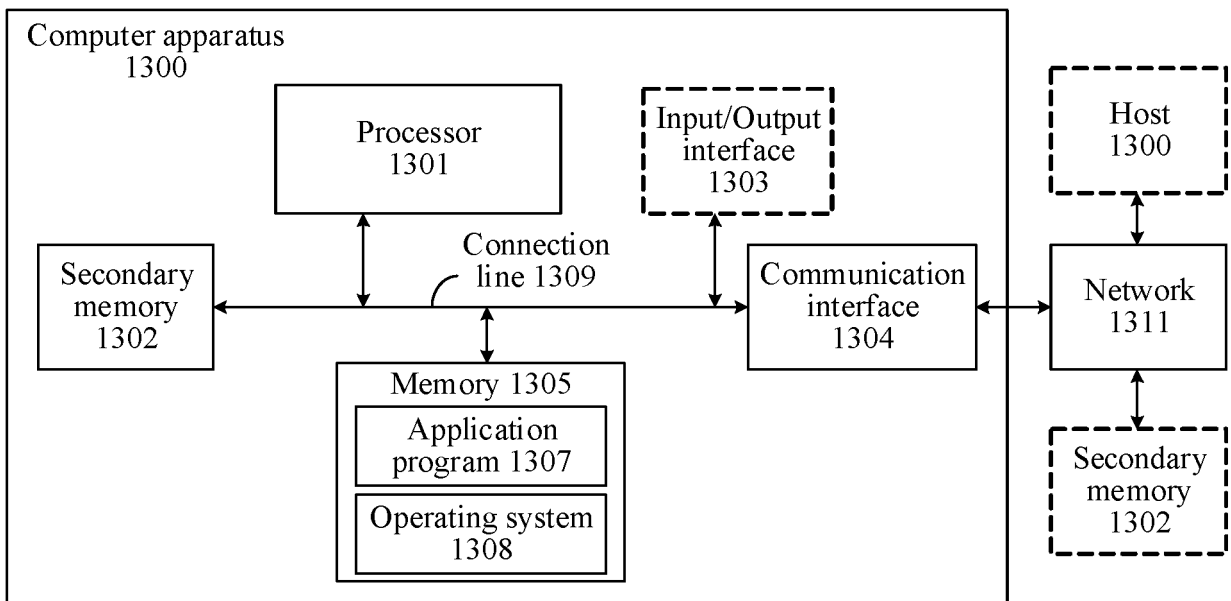 Computer apparatus
1300
Processor
1301
Input/Output
interface
1303
Host
1300
Secondary
memory
1302
Connection
line 1309
Communication
interface
1304
Network
1311
Memory 1305
Application
program 1307
Operating system
1308
Secondary
memory
1302